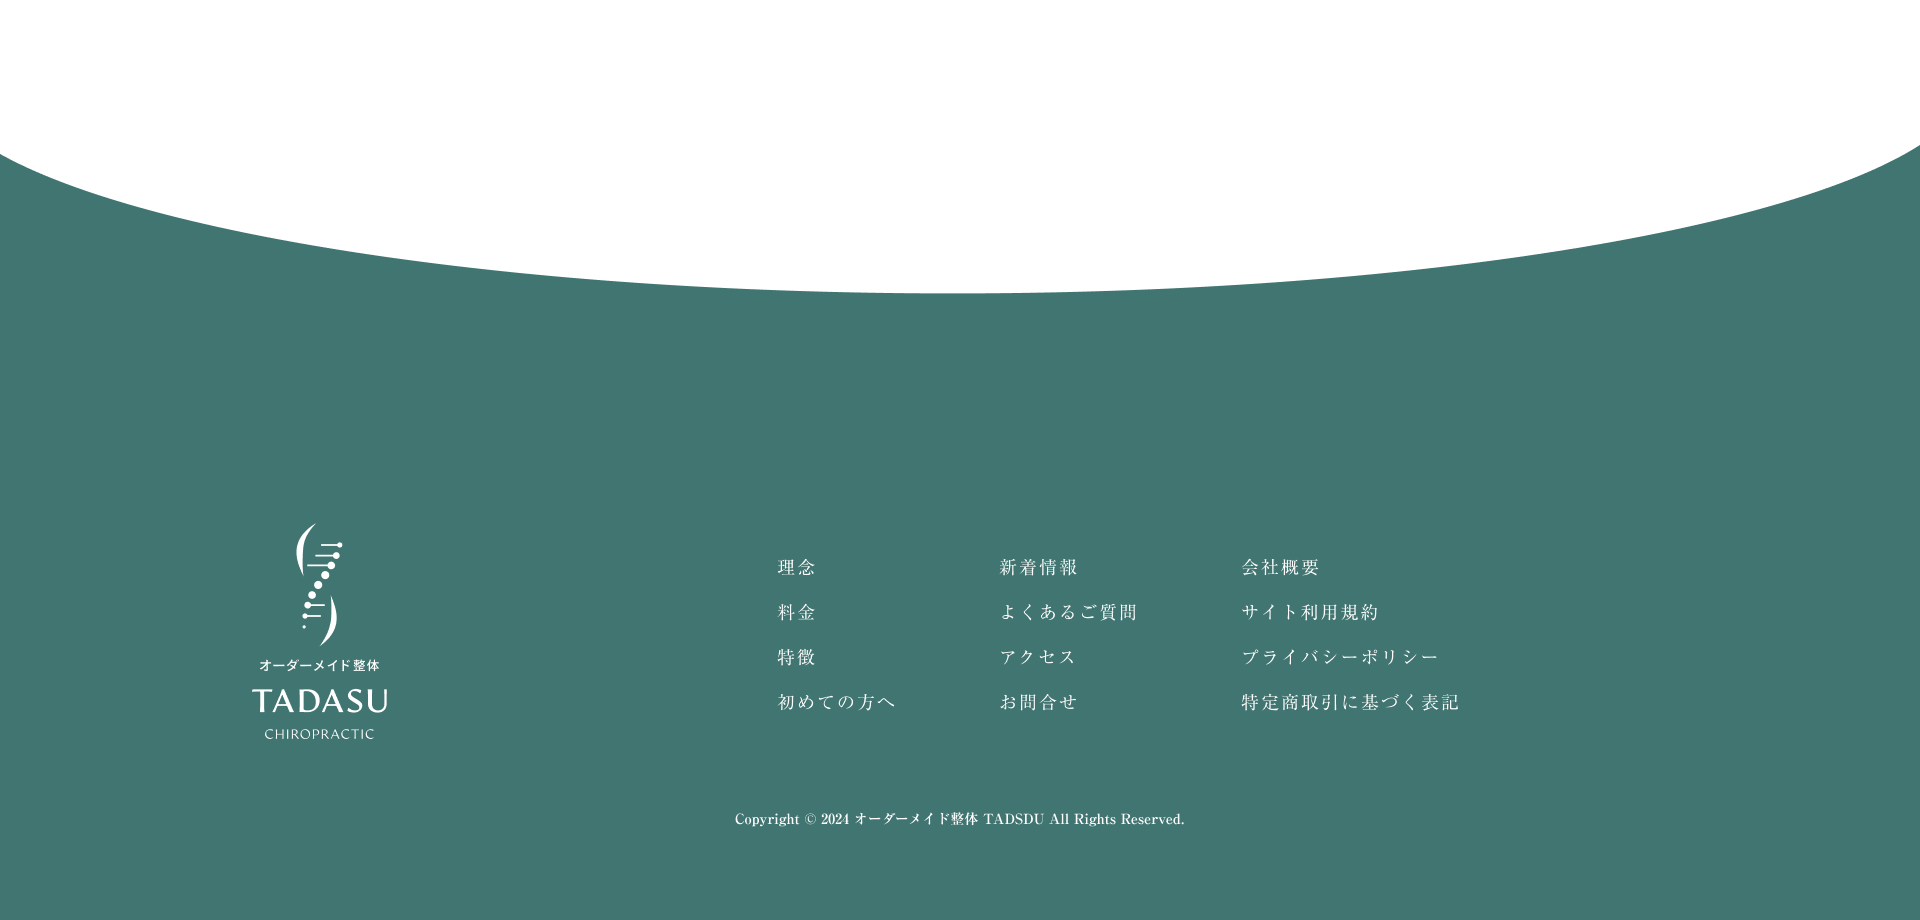 オーダーメイド整体
TADASU
CHIROPRACTIC
理念
料金
特徴
初めての方へ
新着情報
よくあるご質問
アクセス
お問合せ
会社概要
サイト利用規約
プライバシーポリシー
特定商取引に基づく表記
Copyright © 2024 オーダーメイド整体 TADSDU All Rights Reserved.